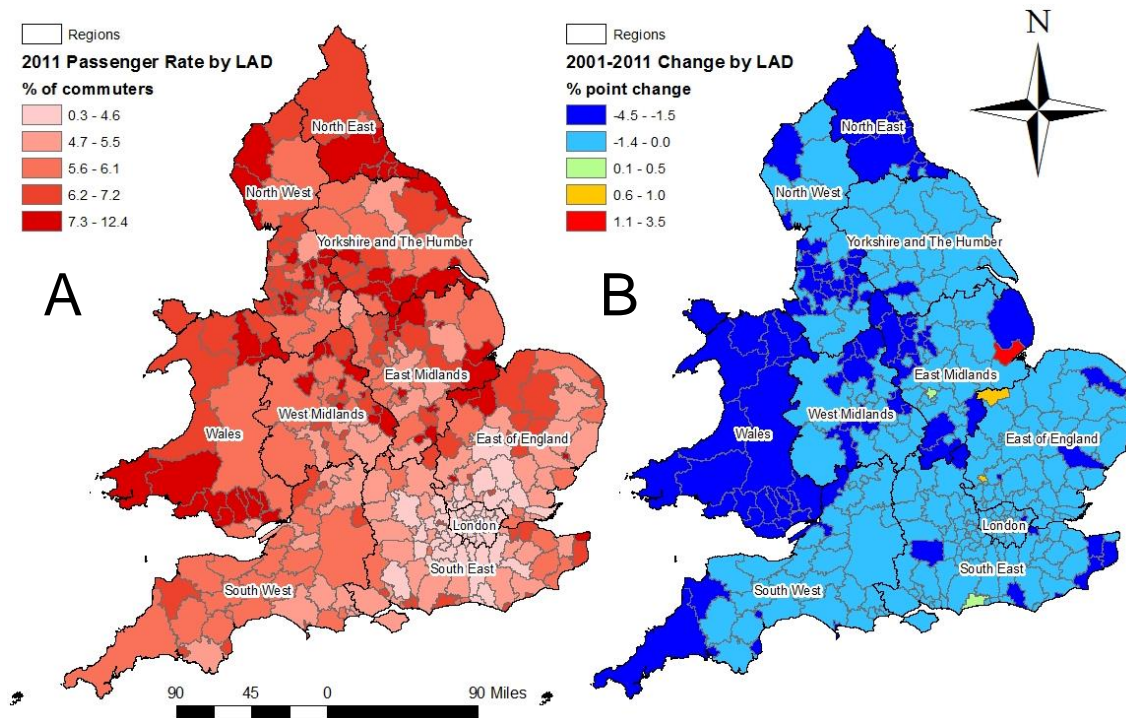 Regions
2011 Passenger Rate by LAD
% of commuters
0.3 - 4.6
4.7 - 5.5
5.6 - 6.1
6.2 - 7.2
7.3 - 12.4
A
North East
North West
Yorkshire and The Humber
East Midlands
West Midlands
Wales
East of England
London
South East
South West
90 45 0 90 Miles
Regions
2001-2011 Change by LAD
% point change
-4.5 - -1.5
-1.4 - 0.0
0.1 - 0.5
0.6 - 1.0
1.1 - 3.5
N
B
North East
North West
Yorkshire and The Humber
East Midlands
West Midlands
Wales
East of England
London
South East
South West